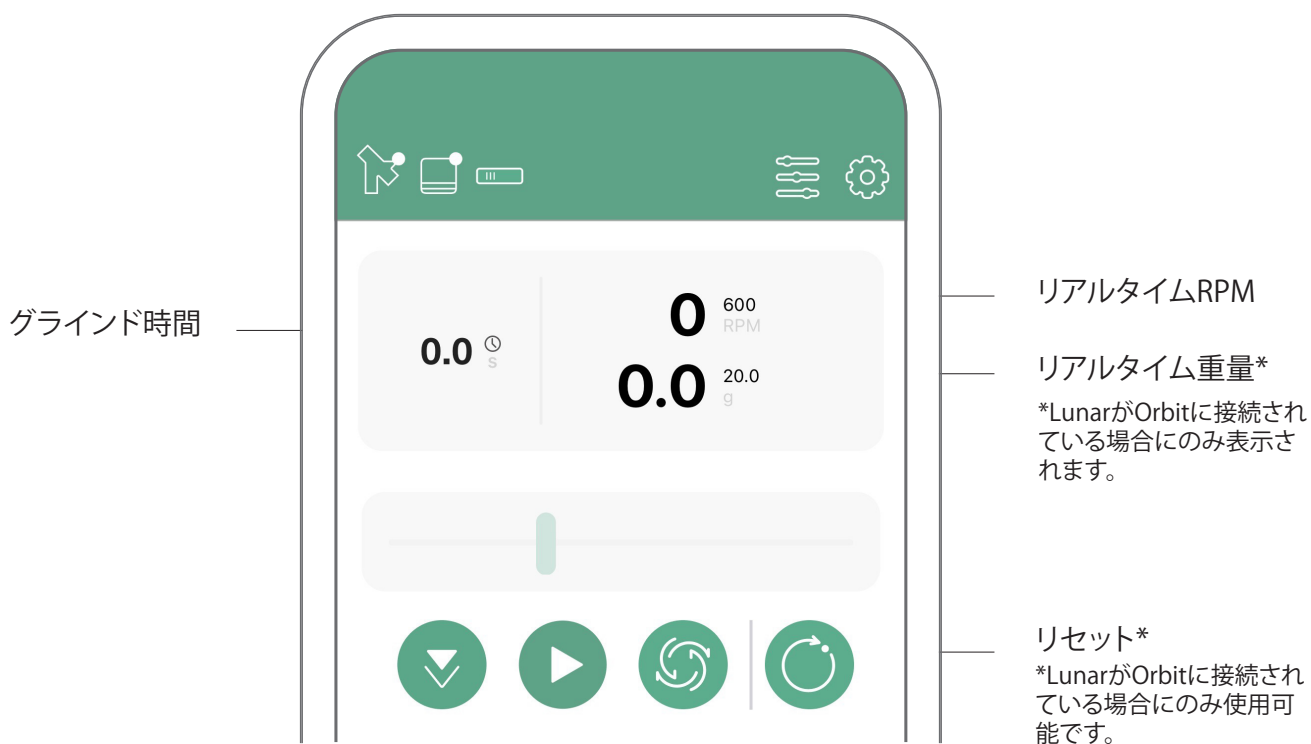 グラインド時間
0.0 s
0 600 RPM
0.0 20.0 g
リアルタイムRPM
リアルタイム重量*
*LunarがOrbitに接続され
ている場合にのみ表示さ
れます。
リセット*
*LunarがOrbitに接続され
ている場合にのみ使用可
能です。